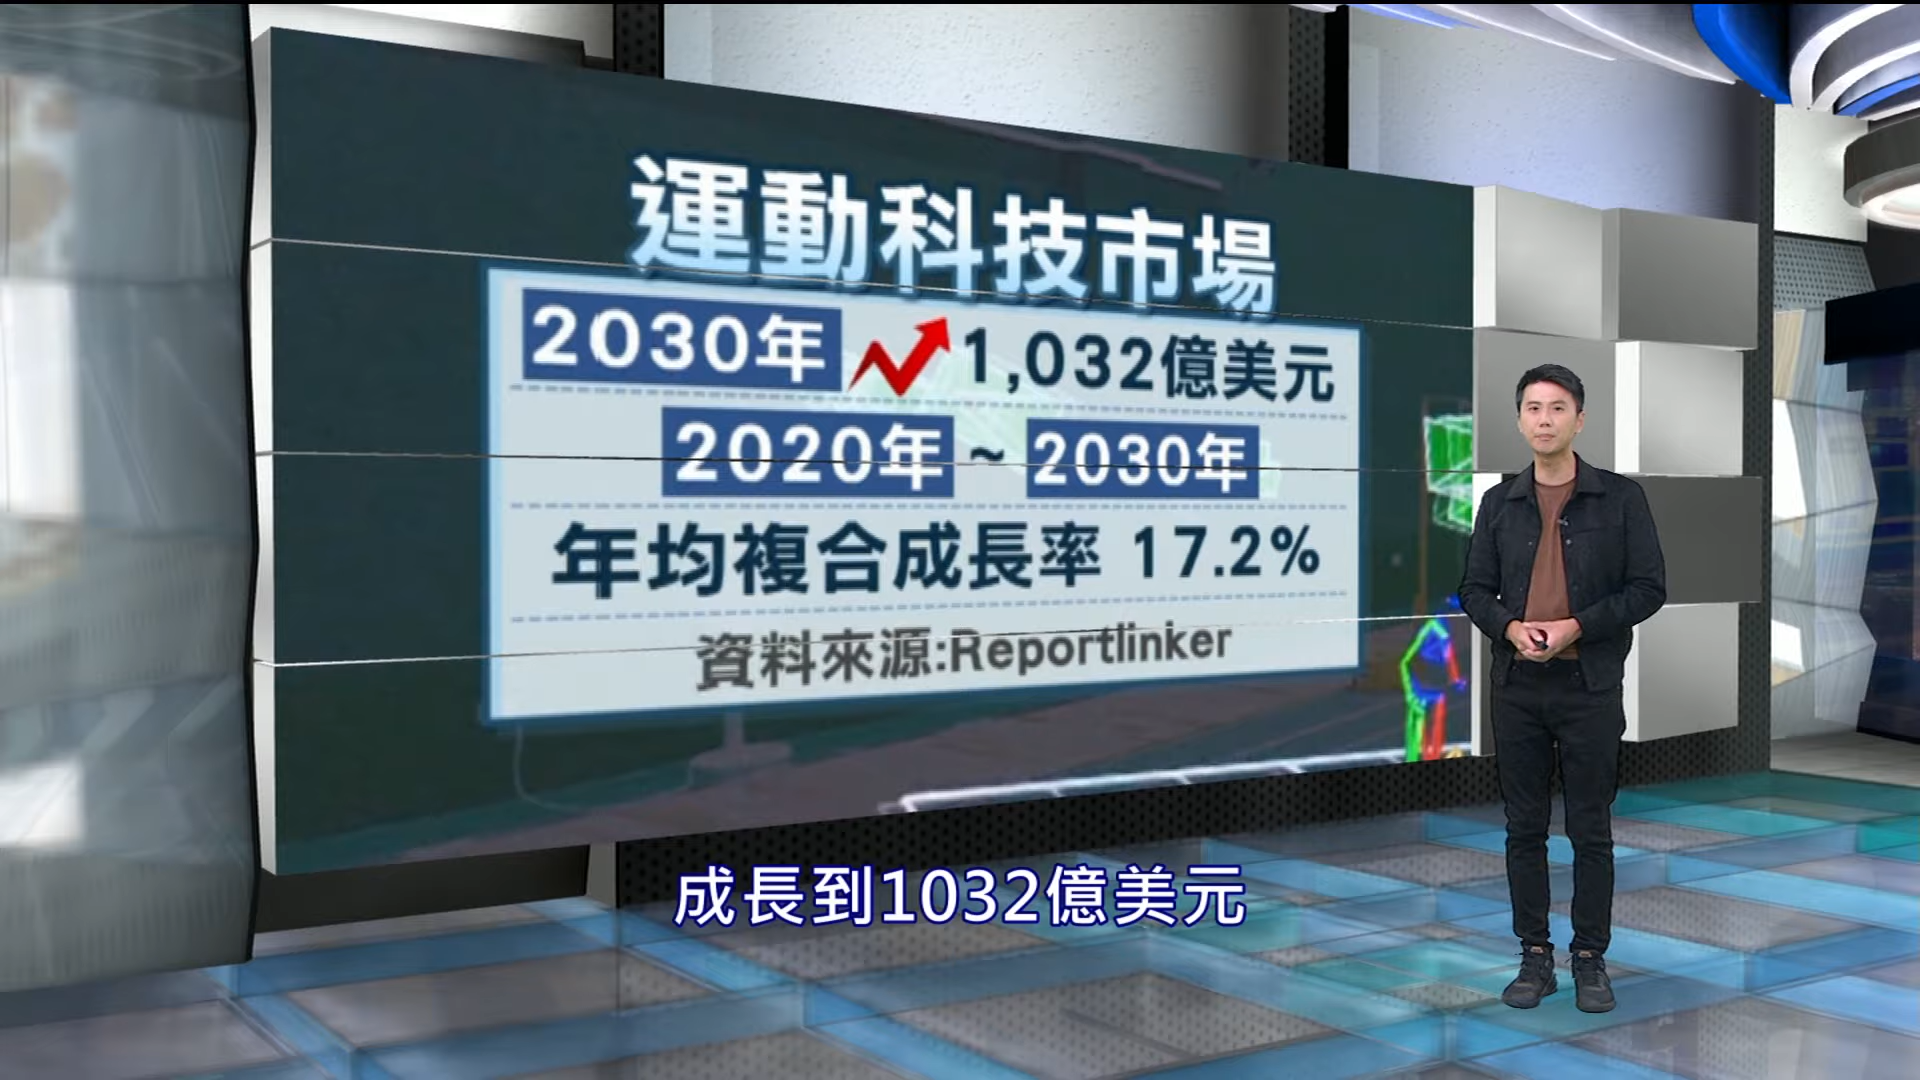 運動科技市場
2030年 1,032億美元
2020年 ~ 2030年
年均複合成長率 17.2%
資料來源:Reportlinker
成長到1032億美元